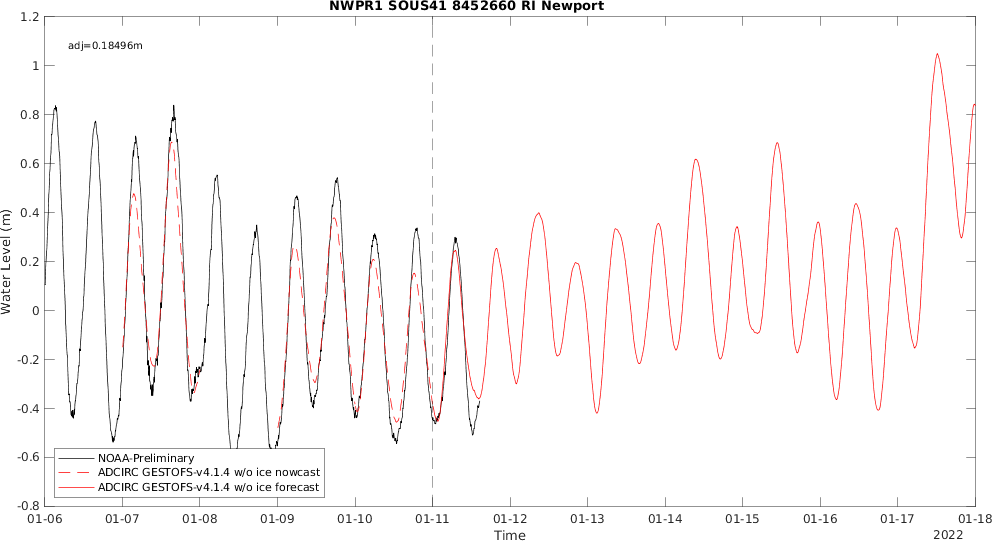 NWPR1 SOUS41 8452660 RI Newport
adj=0.18496m
Water Level (m)
1.2
1
0.8
0.6
0.4
0.2
0
-0.2
-0.4
-0.6
-0.8
NOAA-Preliminary
ADCIRC GESTOFS-v4.1.4 w/o ice nowcast
ADCIRC GESTOFS-v4.1.4 w/o ice forecast
01-06 01-07 01-08 01-09 01-10 01-11 01-12 01-13 01-14 01-15 01-16 01-17 01-18
Time
2022